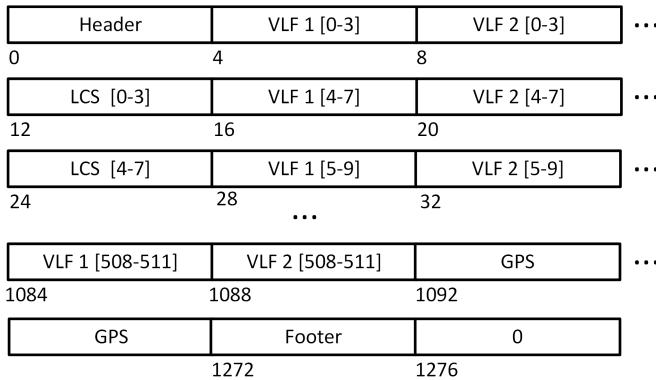 Header VLF 1 [0-3] VLF 2 [0-3] ...
0 4 8
LCS [0-3] VLF 1 [4-7] VLF 2 [4-7] ...
12 16 20
LCS [4-7] VLF 1 [5-9] VLF 2 [5-9] ...
24 28 32
...
VLF 1 [508-511] VLF 2 [508-511] GPS ...
1084 1088 1092
GPS Footer 0
1272 1276